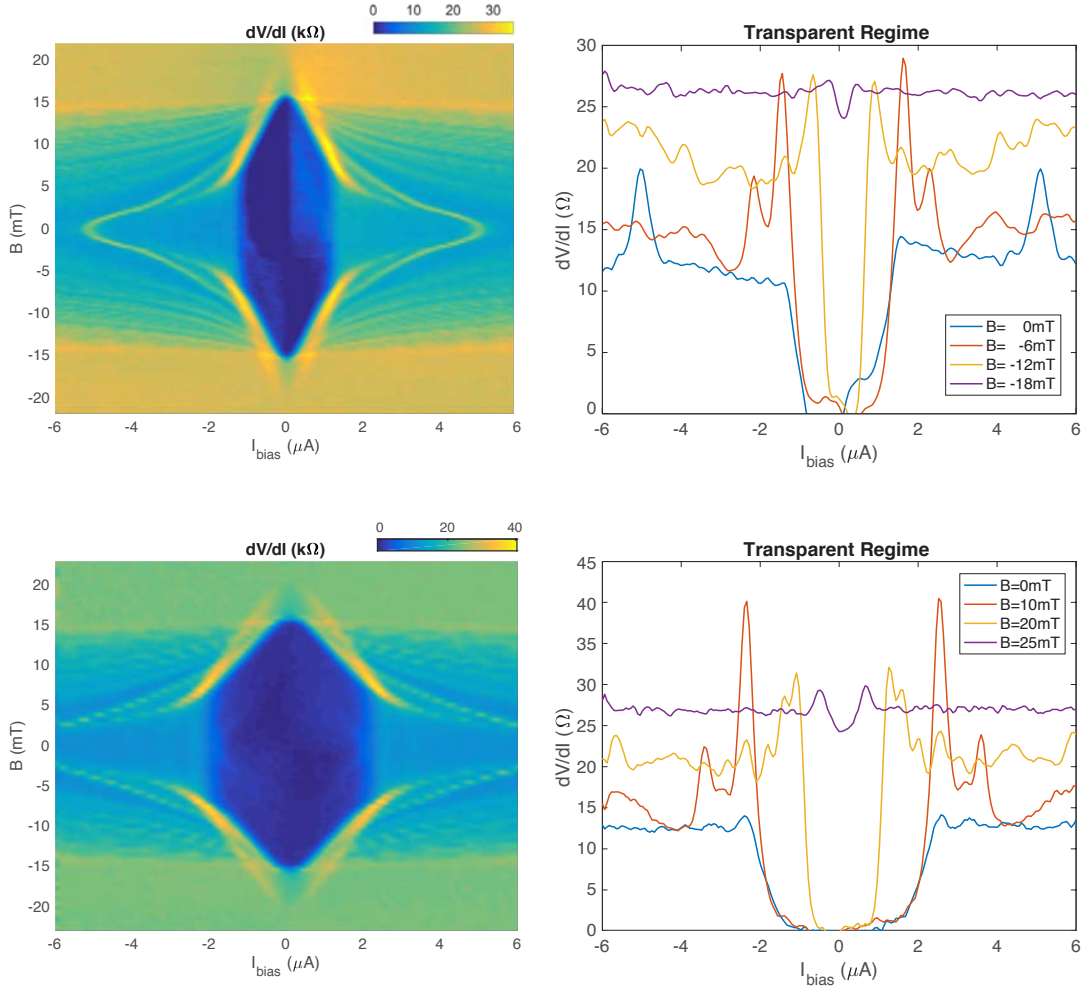 0 10 20 30
dV/dI (kΩ)
20
15
10
5
0
-5
-10
-15
-20
B (mT)
-6 -4 -2 0 2 4 6
I_bias (μA)
Transparent Regime
30
25
20
15
10
5
0
dV/dI (Ω)
B= 0mT
B= -6mT
B= -12mT
B= -18mT
-6 -4 -2 0 2 4 6
I_bias (μA)
0 20 40
dV/dI (kΩ)
20
15
10
5
0
-5
-10
-15
-20
B (mT)
-6 -4 -2 0 2 4 6
I_bias (μA)
Transparent Regime
45
40
35
30
25
20
15
10
5
0
dV/dI (Ω)
B=0mT
B=10mT
B=20mT
B=25mT
-6 -4 -2 0 2 4 6
I_bias (μA)